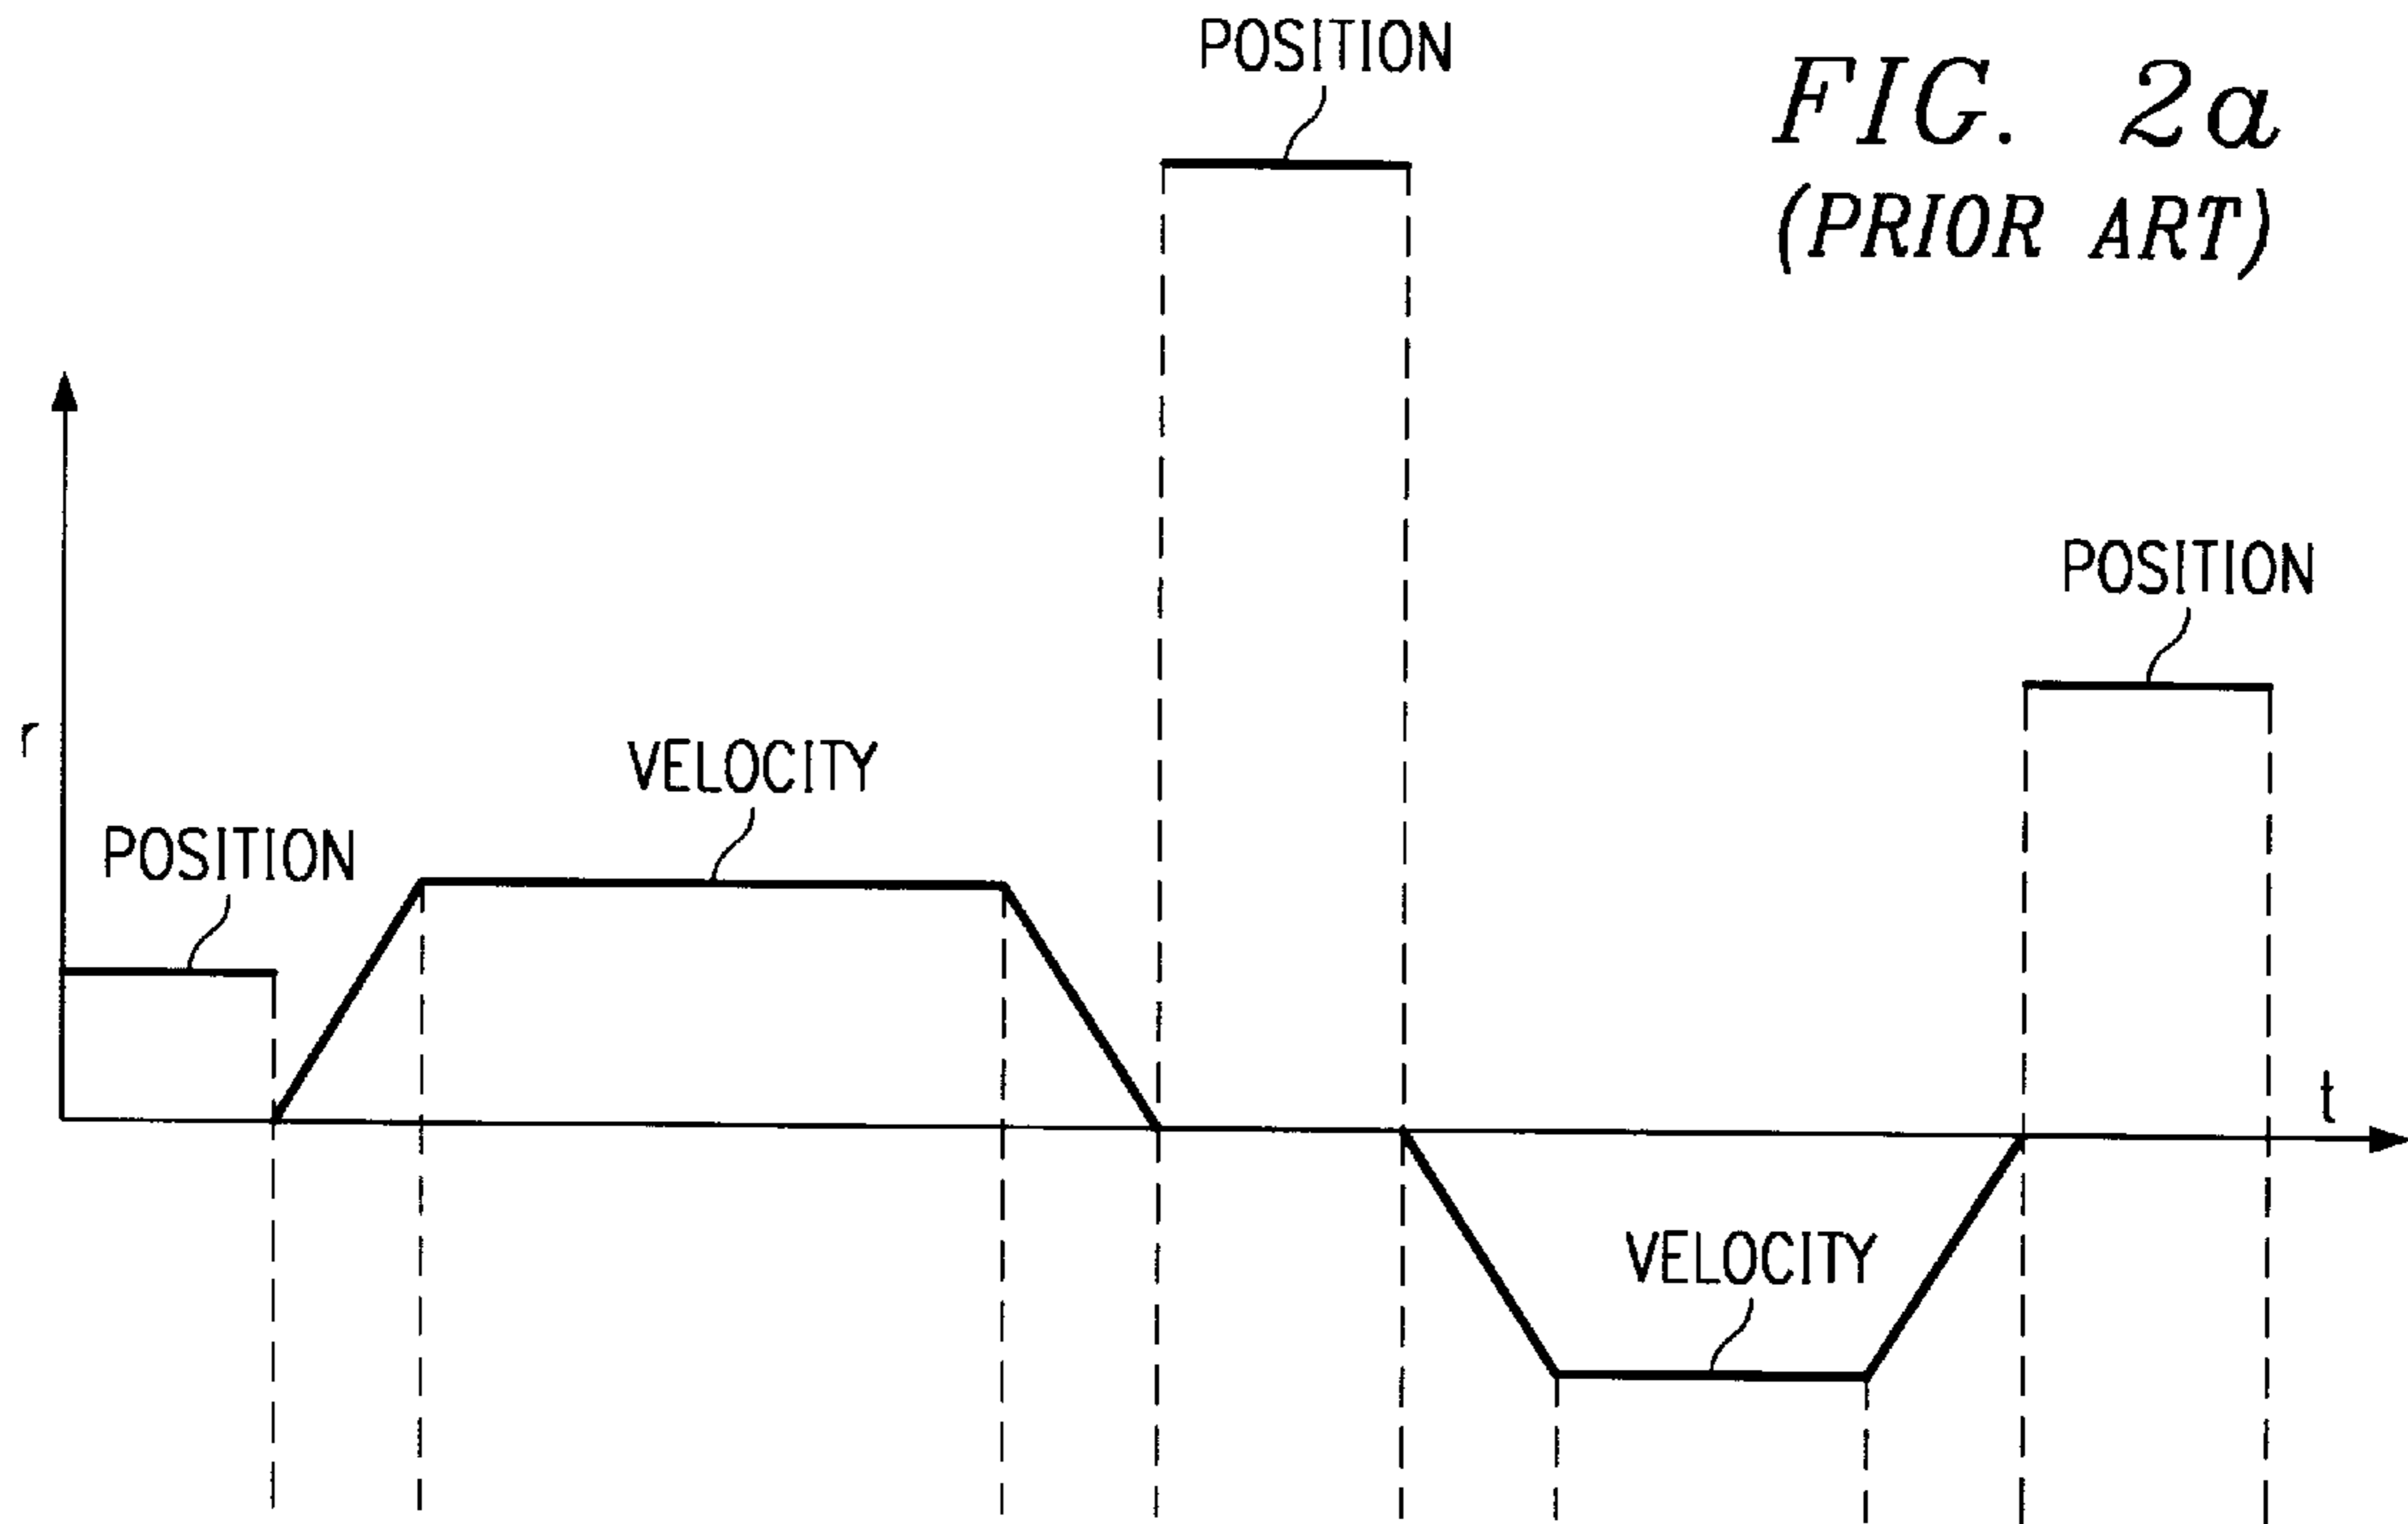 POSITION
FIG. 2a
(PRIOR ART)
POSITION
r
VELOCITY
POSITION
t
VELOCITY